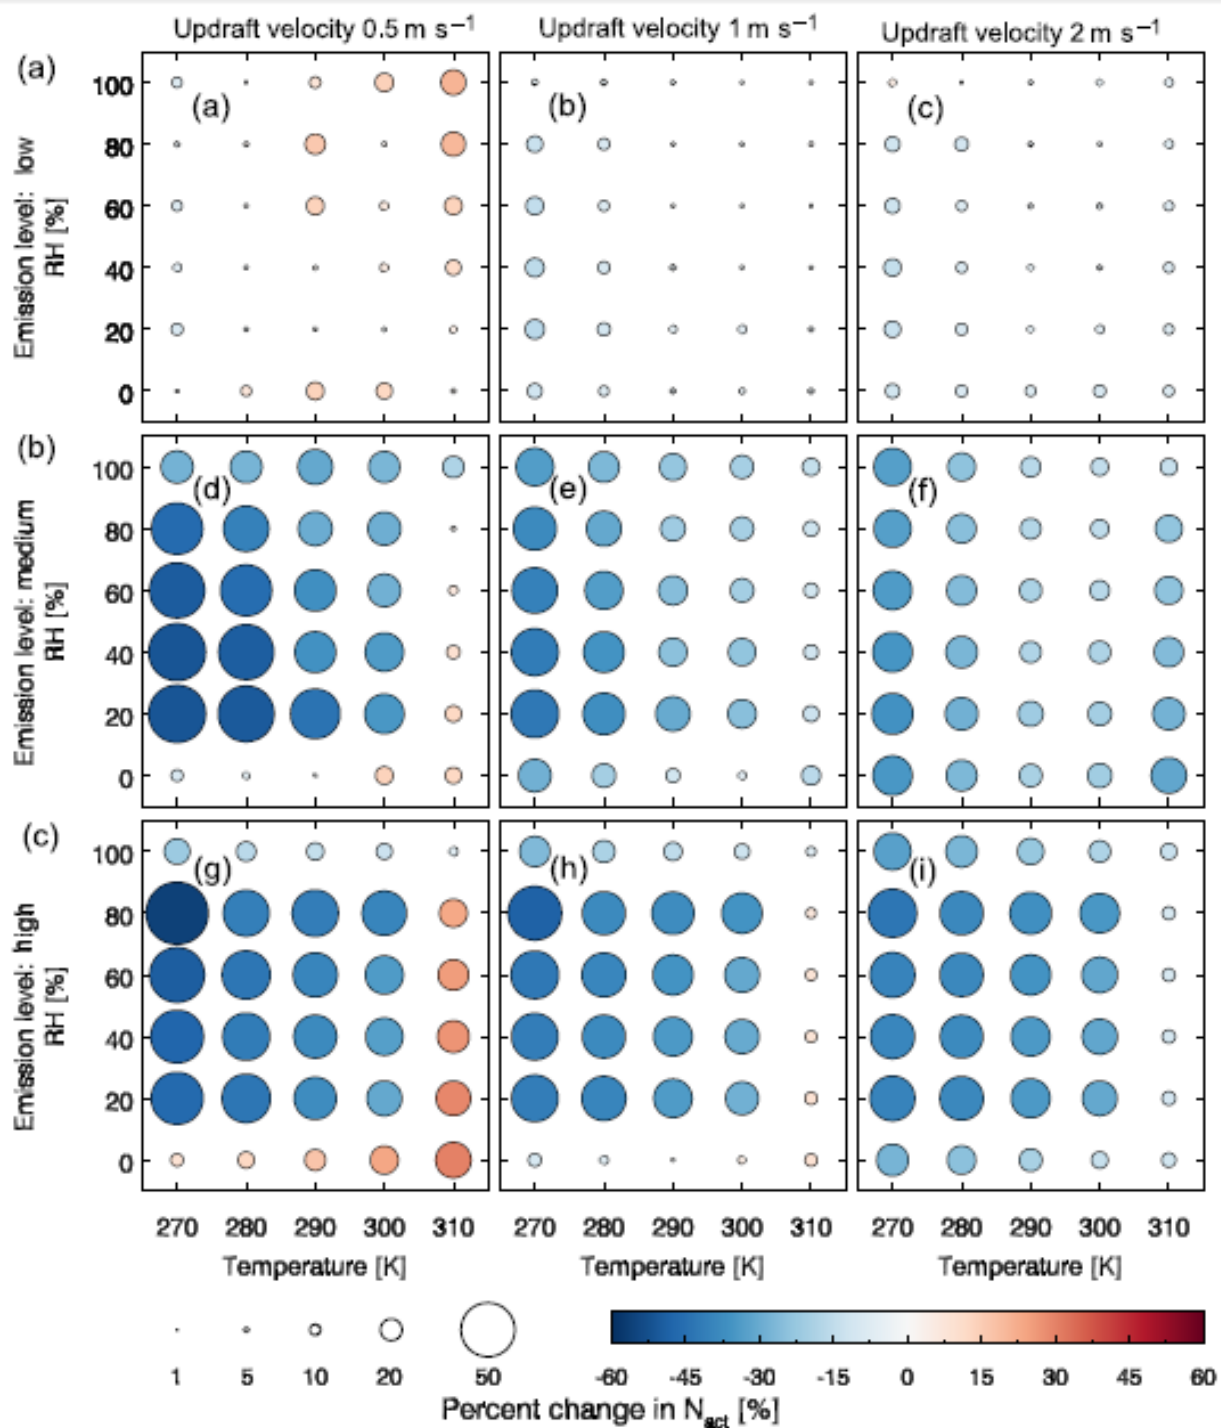 Updraft velocity 0.5 m s⁻¹ Updraft velocity 1 m s⁻¹ Updraft velocity 2 m s⁻¹
(a)
Emission level: low
RH [%]
100
80
60
40
20
0
(a)
(b)
(c)
(b)
Emission level: medium
RH [%]
100
80
60
40
20
0
(d)
(e)
(f)
(c)
Emission level: high
RH [%]
100
80
60
40
20
0
(g)
(h)
(i)
270 280 290 300 310 270 280 290 300 310 270 280 290 300 310
Temperature [K] Temperature [K] Temperature [K]
1 5 10 20 50 -60 -45 -30 -15 0 15 30 45 60
Percent change in N_act [%]